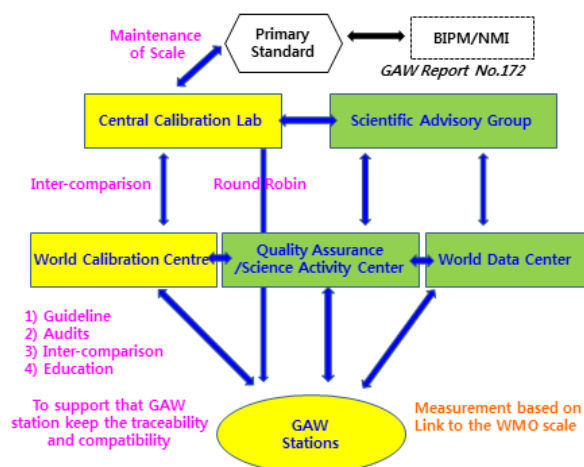 Maintenance
of Scale
Primary
Standard
BIPM/NMI
GAW Report No.172
Central Calibration Lab
Scientific Advisory Group
Inter-comparison
Round Robin
World Calibration Centre
Quality Assurance
/Science Activity Center
World Data Center
1) Guideline
2) Audits
3) Inter-comparison
4) Education
To support that GAW
station keep the traceability
and compatibility
GAW
Stations
Measurement based on
Link to the WMO scale